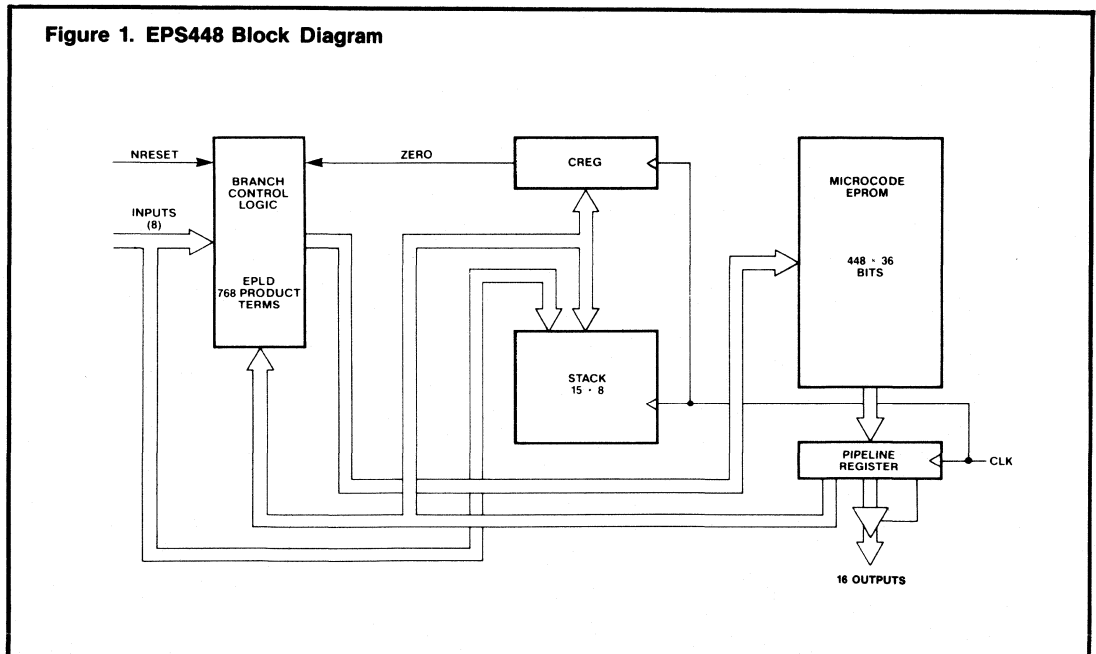 Figure 1. EPS448 Block Diagram
NRESET
INPUTS
(8)
BRANCH
CONTROL
LOGIC
EPLD
768 PRODUCT
TERMS
ZERO
CREG
STACK
15 · 8
MICROCODE
EPROM
448 × 36
BITS
PIPELINE
REGISTER
CLK
16 OUTPUTS